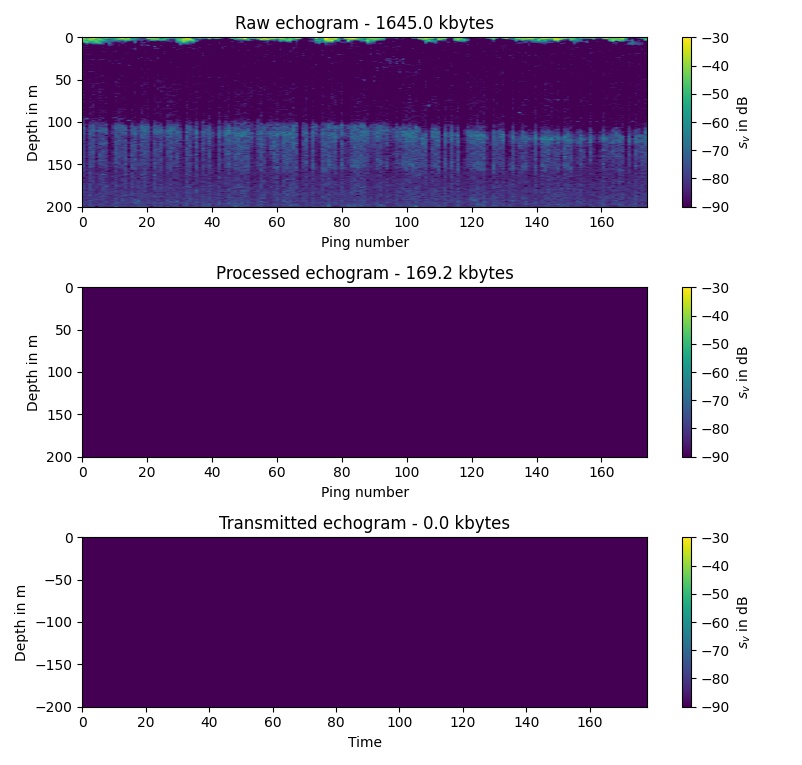 Raw echogram - 1645.0 kbytes
0
50
100
150
200
Depth in m
0 20 40 60 80 100 120 140 160
Ping number
−30
−40
−50
−60
−70
−80
−90
sv in dB
Processed echogram - 169.2 kbytes
0
50
100
150
200
Depth in m
0 20 40 60 80 100 120 140 160
Ping number
−30
−40
−50
−60
−70
−80
−90
sv in dB
Transmitted echogram - 0.0 kbytes
0
−50
−100
−150
−200
Depth in m
0 20 40 60 80 100 120 140 160
Time
−30
−40
−50
−60
−70
−80
−90
sv in dB